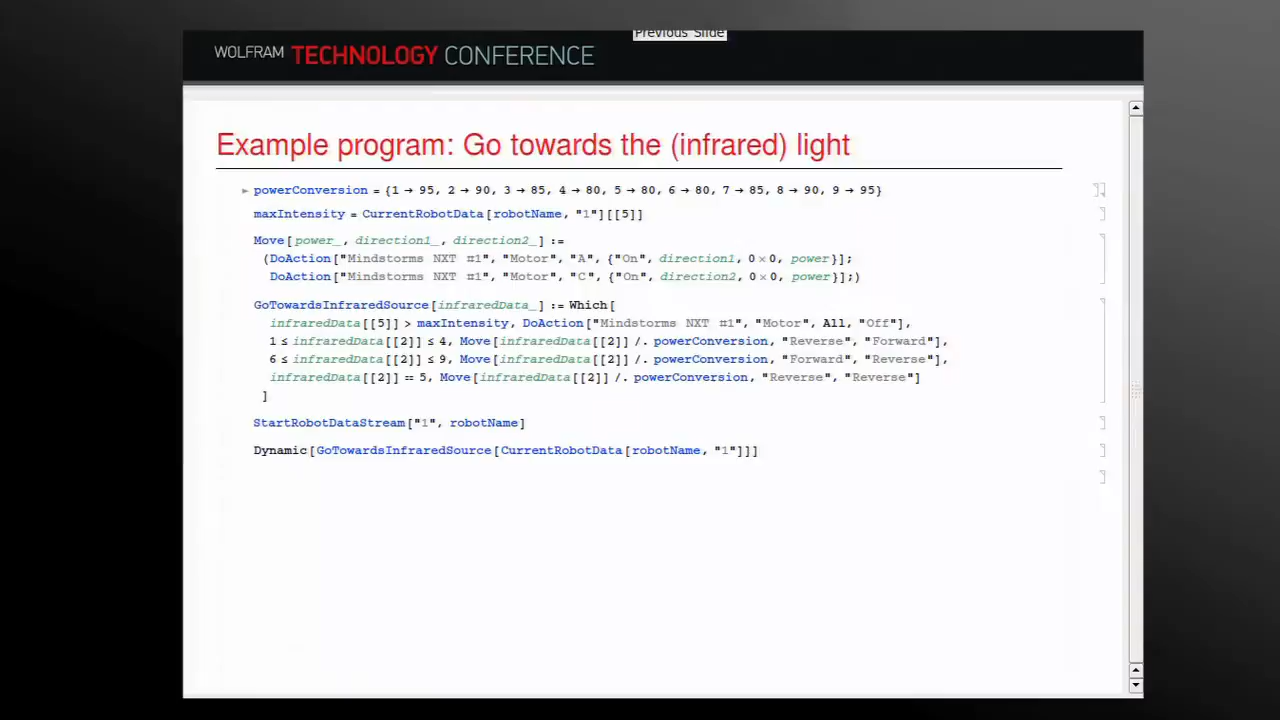 Previous Slide
WOLFRAM TECHNOLOGY CONFERENCE
Example program: Go towards the (infrared) light
powerConversion = {1 → 95, 2 → 90, 3 → 85, 4 → 80, 5 → 80, 6 → 80, 7 → 85, 8 → 90, 9 → 95}
maxIntensity = CurrentRobotData[robotName, "1"][[5]]
Move[power_, direction1_, direction2_] :=
(DoAction["Mindstorms NXT #1", "Motor", "A", {"On", direction1, 0 × 0, power}];
DoAction["Mindstorms NXT #1", "Motor", "C", {"On", direction2, 0 × 0, power}];)
GoTowardsInfraredSource[infraredData_] := Which[
infraredData[[5]] > maxIntensity, DoAction["Mindstorms NXT #1", "Motor", All, "Off"],
1 ≤ infraredData[[2]] ≤ 4, Move[infraredData[[2]] /. powerConversion, "Reverse", "Forward"],
6 ≤ infraredData[[2]] ≤ 9, Move[infraredData[[2]] /. powerConversion, "Forward", "Reverse"],
infraredData[[2]] == 5, Move[infraredData[[2]] /. powerConversion, "Reverse", "Reverse"]
]
StartRobotDataStream["1", robotName]
Dynamic[GoTowardsInfraredSource[CurrentRobotData[robotName, "1"]]]